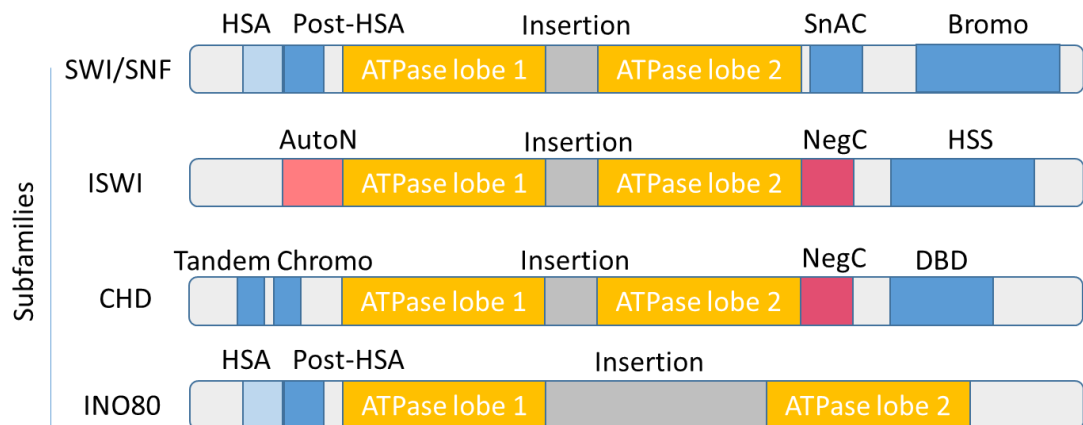 HSA Post-HSA Insertion SnAC Bromo
SWI/SNF ATPase lobe 1 ATPase lobe 2
AutoN Insertion NegC HSS
ISWI ATPase lobe 1 ATPase lobe 2
Tandem Chromo Insertion NegC DBD
CHD ATPase lobe 1 ATPase lobe 2
HSA Post-HSA Insertion
INO80 ATPase lobe 1 ATPase lobe 2
Subfamilies